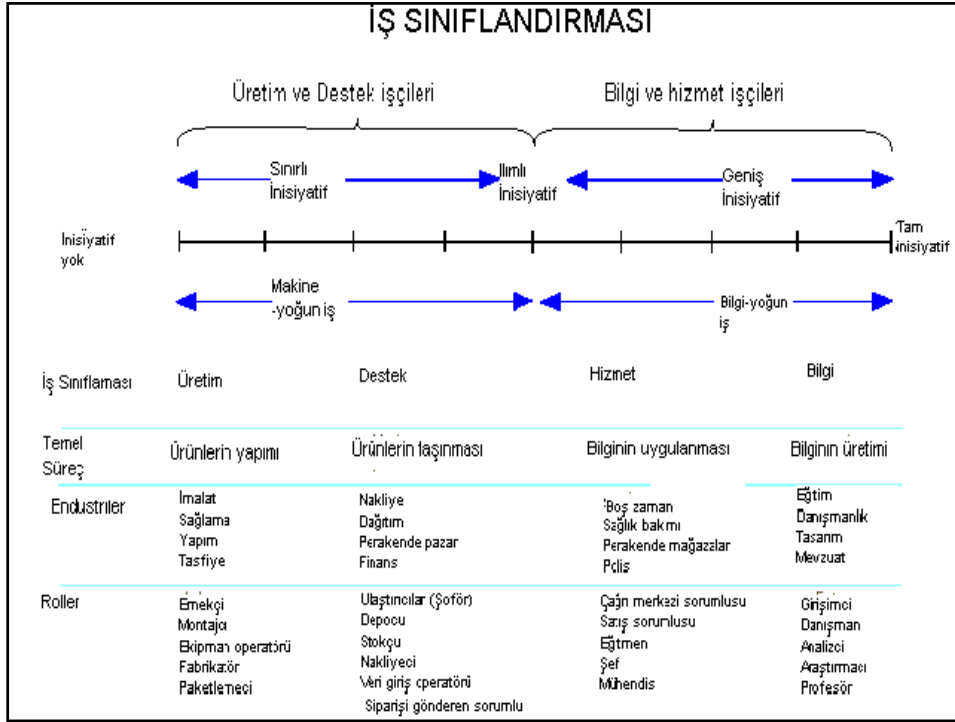 İŞ SINIFLANDIRMASI
Üretim ve Destek işçileri
Bilgi ve hizmet işçileri
Sınırlı
İnisiyatif
Ilımlı
İnisiyatif
Geniş
İnisiyatif
İnisiyatif
yok
Tam
inisiyatif
Makine
-yoğun iş
Bilgi-yoğun
iş
İş Sınıflaması Üretim Destek Hizmet Bilgi
Temel
Süreç
Ürünlerin yapımı Ürünlerin taşınması Bilginin uygulanması Bilginin üretimi
Endüstriler
İmalat
Sağlama
Yapım
Tasfiye
Nakliye
Dağıtım
Perakende pazar
Finans
Boş zaman
Sağlık bakımı
Perakende mağazalar
Polis
Eğitim
Danışmanlık
Tasarım
Mevzuat
Roller
Emekçi
Montajcı
Ekipman operatörü
Fabrikatör
Paketlemeci
Ulaştırıcılar (Şoför)
Depocu
Stokçu
Nakliyeci
Veri giriş operatörü
Siparişi gönderen sorumlu
Çağrı merkezi sorumlusu
Satış sorumlusu
Eğitmen
Şef
Mühendis
Girişimci
Danışman
Analizci
Araştırmacı
Profesör